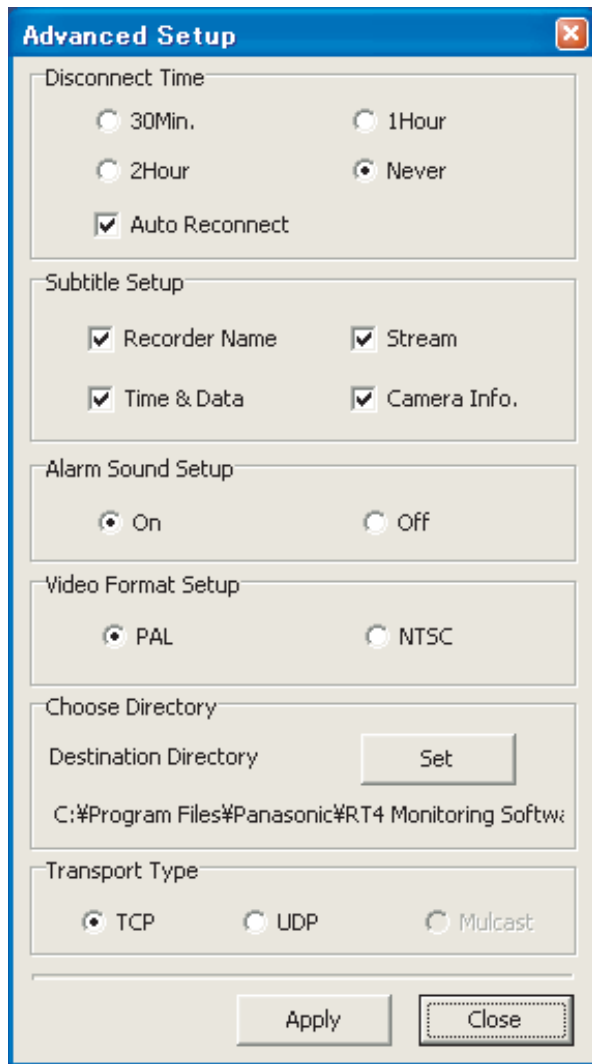 Advanced Setup
Disconnect Time
30Min. 1Hour
2Hour Never
Auto Reconnect
Subtitle Setup
Recorder Name Stream
Time & Data Camera Info.
Alarm Sound Setup
On Off
Video Format Setup
PAL NTSC
Choose Directory
Destination Directory Set
C:¥Program Files¥Panasonic¥RT4 Monitoring Softwa
Transport Type
TCP UDP Mulcast
Apply Close